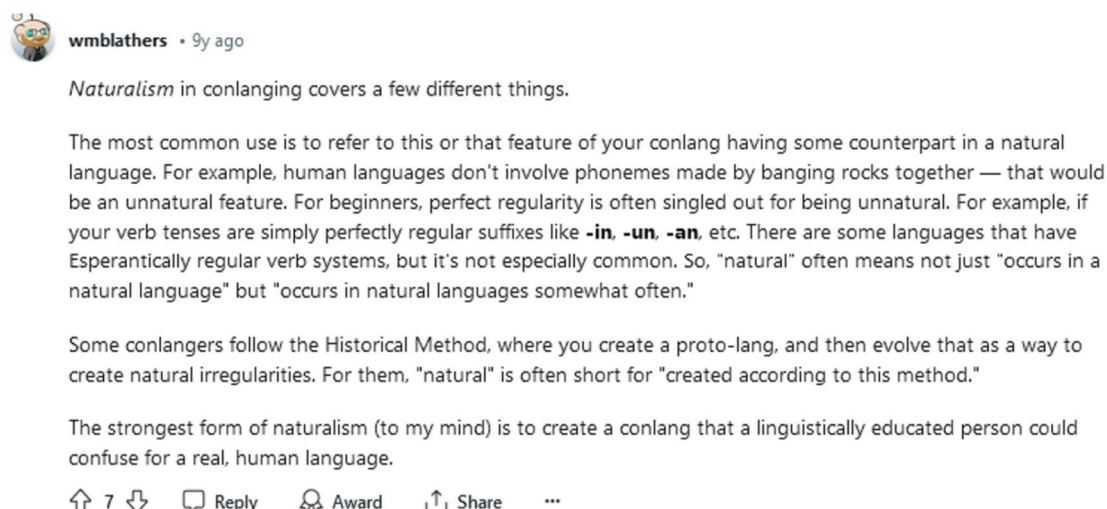 wmblathers • 9y ago
Naturalism in conlanging covers a few different things.
The most common use is to refer to this or that feature of your conlang having some counterpart in a natural
language. For example, human languages don't involve phonemes made by banging rocks together — that would
be an unnatural feature. For beginners, perfect regularity is often singled out for being unnatural. For example, if
your verb tenses are simply perfectly regular suffixes like -in, -un, -an, etc. There are some languages that have
Esperantically regular verb systems, but it's not especially common. So, "natural" often means not just "occurs in a
natural language" but "occurs in natural languages somewhat often."
Some conlangers follow the Historical Method, where you create a proto-lang, and then evolve that as a way to
create natural irregularities. For them, "natural" is often short for "created according to this method."
The strongest form of naturalism (to my mind) is to create a conlang that a linguistically educated person could
confuse for a real, human language.
7 Reply Award Share ...